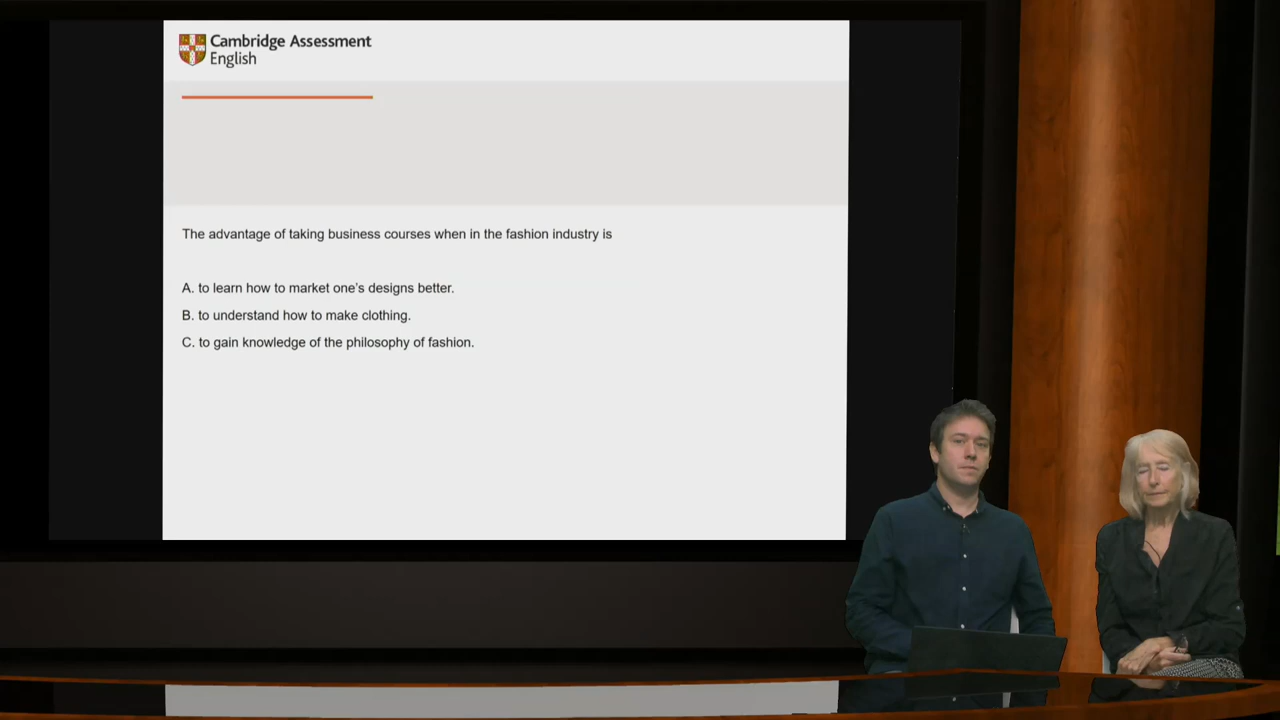 Cambridge Assessment
English
The advantage of taking business courses when in the fashion industry is
A. to learn how to market one’s designs better.
B. to understand how to make clothing.
C. to gain knowledge of the philosophy of fashion.